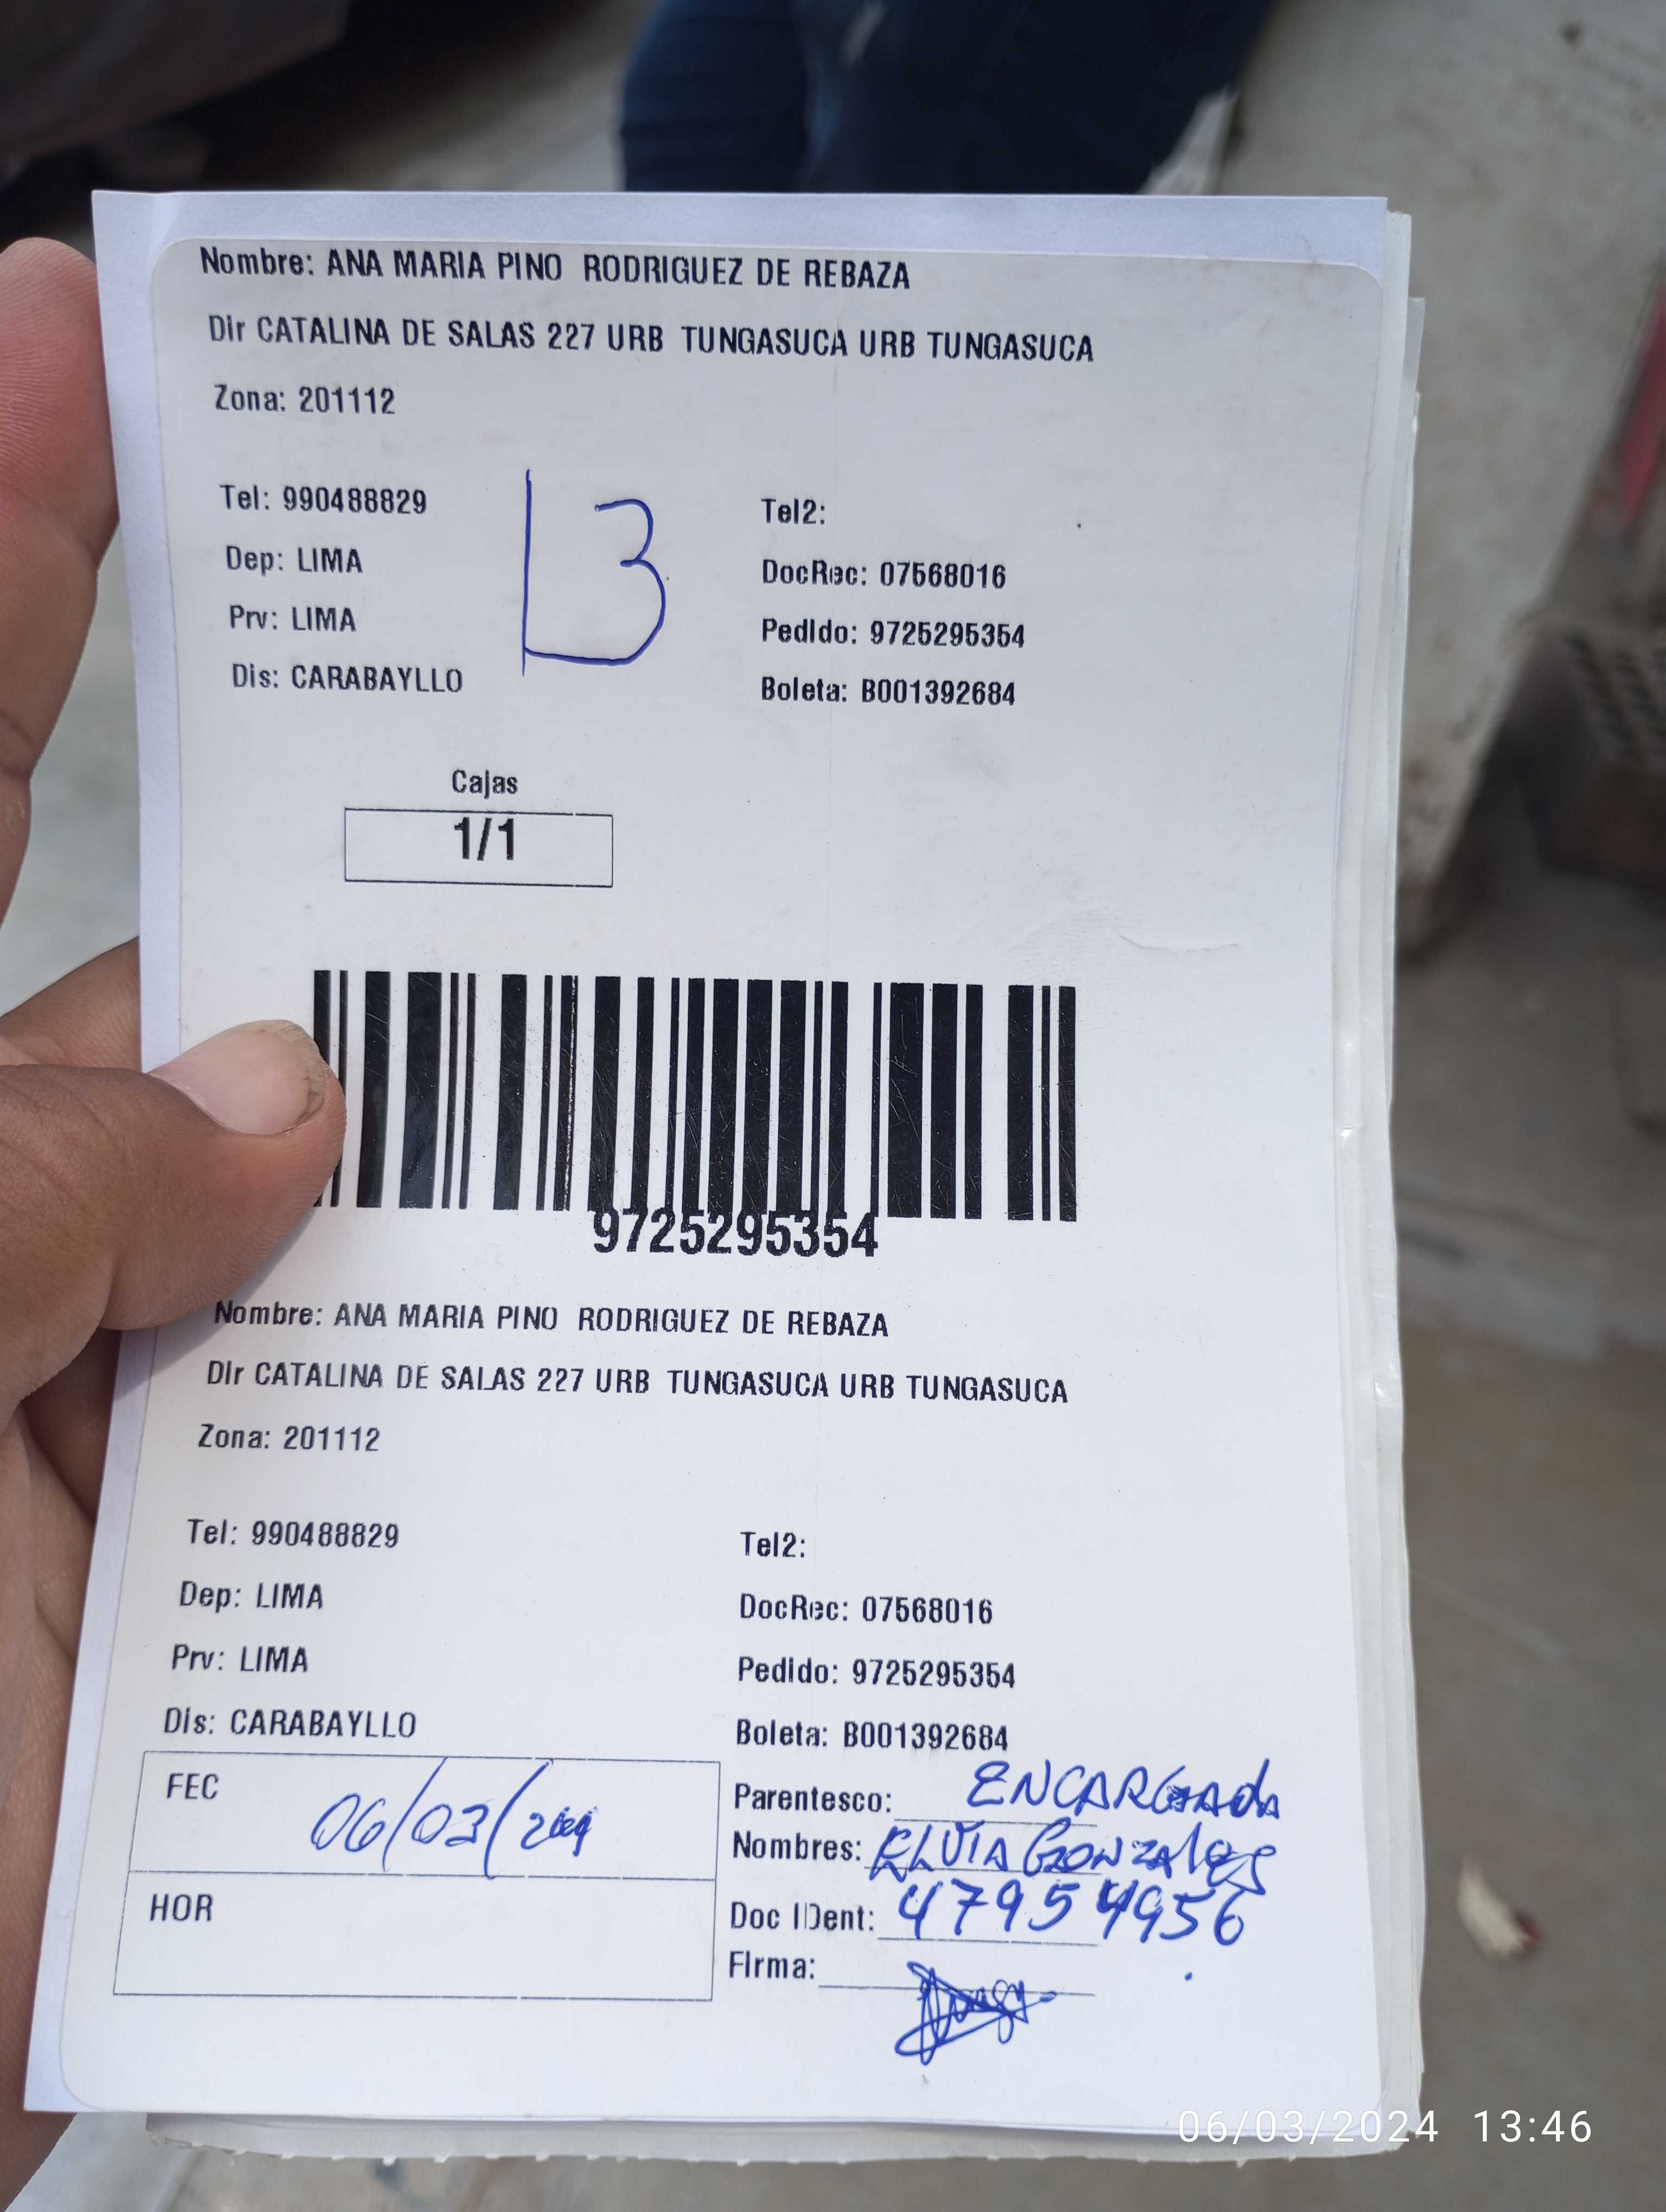 Nombre: ANA MARIA PINO RODRIGUEZ DE REBAZA
Dir CATALINA DE SALAS 227 URB TUNGASUCA URB TUNGASUCA
Zona: 201112
Tel: 990488829
Tel2:
Dep: LIMA
DocRec: 07568016
Prv: LIMA
Pedido: 9725295354
Dis: CARABAYLLO
Boleta: B001392684
Cajas
1/1
9725295354
Nombre: ANA MARIA PINO RODRIGUEZ DE REBAZA
Dir CATALINA DE SALAS 227 URB TUNGASUCA URB TUNGASUCA
Zona: 201112
Tel: 990488829
Tel2:
Dep: LIMA
DocRec: 07568016
Prv: LIMA
Pedido: 9725295354
Dis: CARABAYLLO
Boleta: B001392684
FEC
Parentesco: ENCARGADA
Nombres: ELVIA GONZALES
HOR
Doc IDent: 47954956
Firma:
06/03/2024 13:46